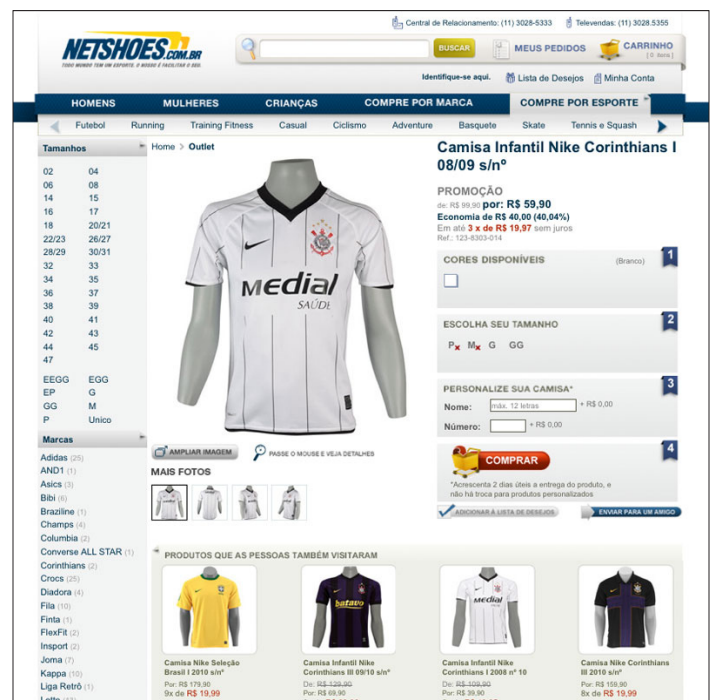 Central de Relacionamento: (11) 3028-5333
Televendas: (11) 3028.5355
NETSHOES.COM.BR
TODO MUNDO TEM UM ESPORTE. O NOSSO É FACILITAR O SEU.
BUSCAR
MEUS PEDIDOS
CARRINHO
[ 0 itens ]
Identifique-se aqui.
Lista de Desejos
Minha Conta
HOMENS
MULHERES
CRIANÇAS
COMPRE POR MARCA
COMPRE POR ESPORTE
Futebol
Running
Training Fitness
Casual
Ciclismo
Adventure
Basquete
Skate
Tennis e Squash
Tamanhos
02 04
06 08
14 15
16 17
18 20/21
22/23 26/27
28/29 30/31
32 33
34 35
36 37
38 39
40 41
42 43
44 45
47
EEGG EGG
EP G
GG M
P Unico
Marcas
Adidas (25)
AND1 (1)
Asics (3)
Bibi (6)
Braziline (1)
Champs (4)
Columbia (2)
Converse ALL STAR (1)
Corinthians (2)
Crocs (25)
Diadora (4)
Fila (10)
Finta (1)
FlexFit (2)
Insport (2)
Joma (7)
Kappa (10)
Liga Retrô (1)
Home > Outlet
Medial
SAÚDE
AMPLIAR IMAGEM
PASSE O MOUSE E VEJA DETALHES
MAIS FOTOS
Camisa Infantil Nike Corinthians I
08/09 s/nº
PROMOÇÃO
de: R$ 99,90 por: R$ 59,90
Economia de R$ 40,00 (40,04%)
Em até 3 x de R$ 19,97 sem juros
Ref.: 123-8303-014
CORES DISPONÍVEIS
(Branco)
1
ESCOLHA SEU TAMANHO
2
P M G GG
PERSONALIZE SUA CAMISA*
3
Nome: máx. 12 letras + R$ 0,00
Número: + R$ 0,00
COMPRAR
4
*Acrescenta 2 dias úteis a entrega do produto, e
não há troca para produtos personalizados
ADICIONAR À LISTA DE DESEJOS
ENVIAR PARA UM AMIGO
PRODUTOS QUE AS PESSOAS TAMBÉM VISITARAM
batavo
Medial
Camisa Nike Seleção
Brasil I 2010 s/nº
Por: R$ 179,90
9x de R$ 19,99
Camisa Infantil Nike
Corinthians III 09/10 s/nº
De: R$ 129,90
Por: R$ 69,90
Camisa Infantil Nike
Corinthians I 2008 nº 10
De: R$ 109,90
Por: R$ 39,90
Camisa Nike Corinthians
III 2010 s/nº
Por: R$ 159,90
8x de R$ 19,99